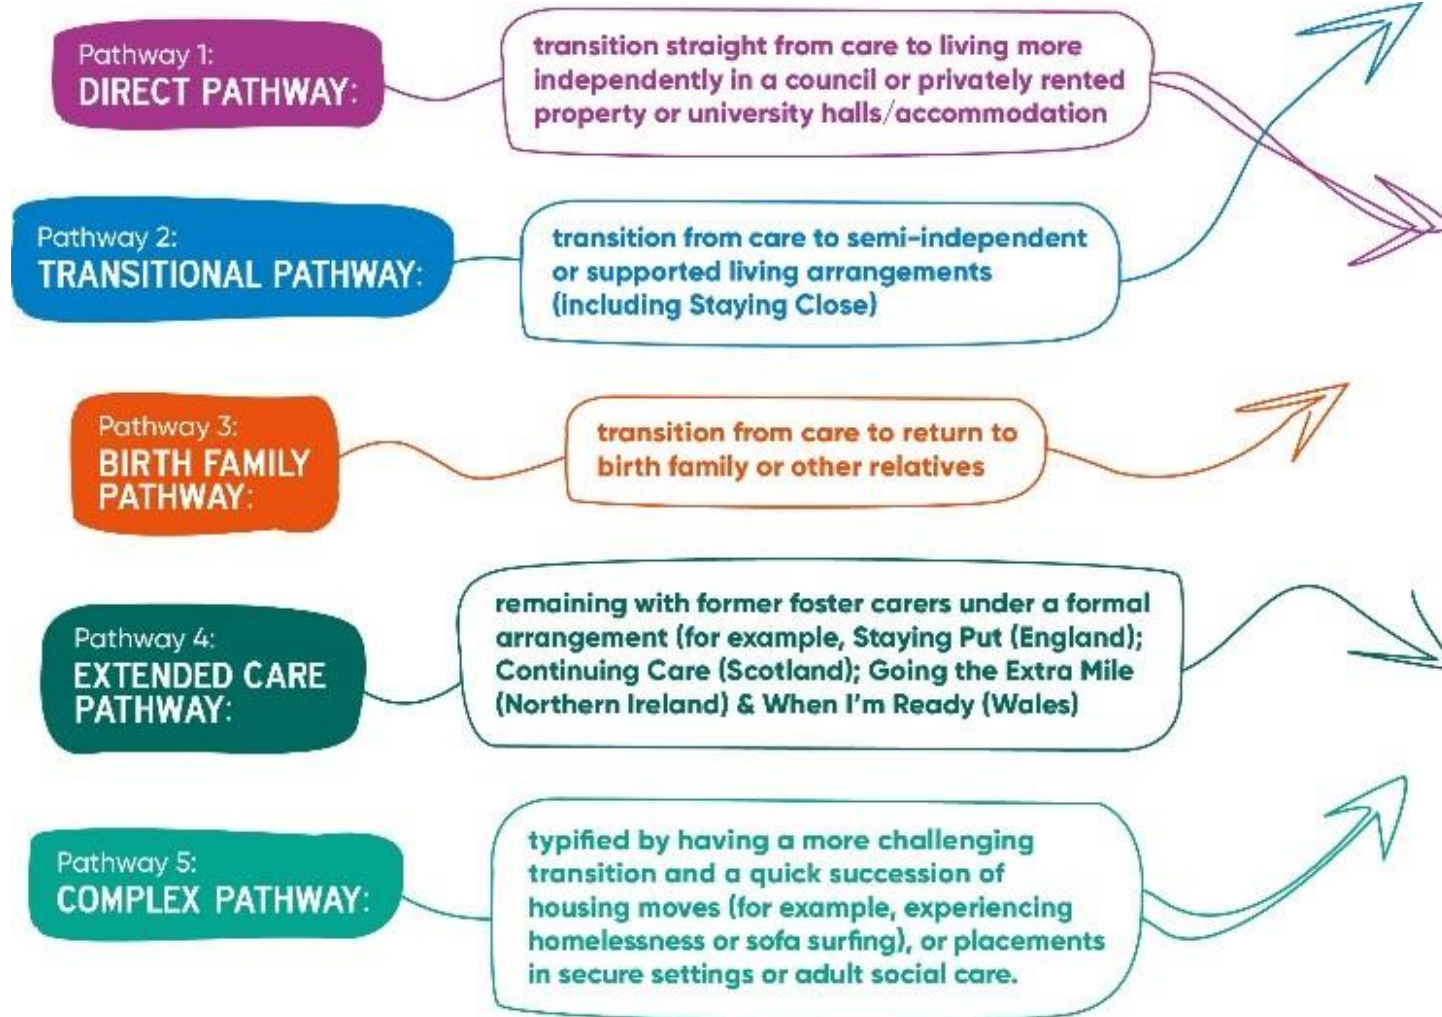 Pathway 1:
DIRECT PATHWAY:
transition straight from care to living more
independently in a council or privately rented
property or university halls/accommodation
Pathway 2:
TRANSITIONAL PATHWAY:
transition from care to semi-independent
or supported living arrangements
(including Staying Close)
Pathway 3:
BIRTH FAMILY
PATHWAY:
transition from care to return to
birth family or other relatives
Pathway 4:
EXTENDED CARE
PATHWAY:
remaining with former foster carers under a formal
arrangement (for example, Staying Put (England);
Continuing Care (Scotland); Going the Extra Mile
(Northern Ireland) & When I'm Ready (Wales)
Pathway 5:
COMPLEX PATHWAY:
typified by having a more challenging
transition and a quick succession of
housing moves (for example, experiencing
homelessness or sofa surfing), or placements
in secure settings or adult social care.